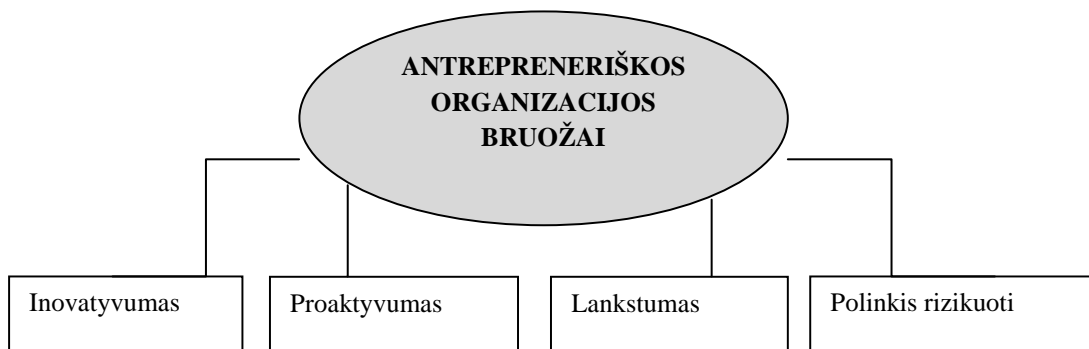 ANTREPRENERIŠKOS
ORGANIZACIJOS
BRUOŽAI
Inovatyvumas
Proaktyvumas
Lankstumas
Polinkis rizikuoti